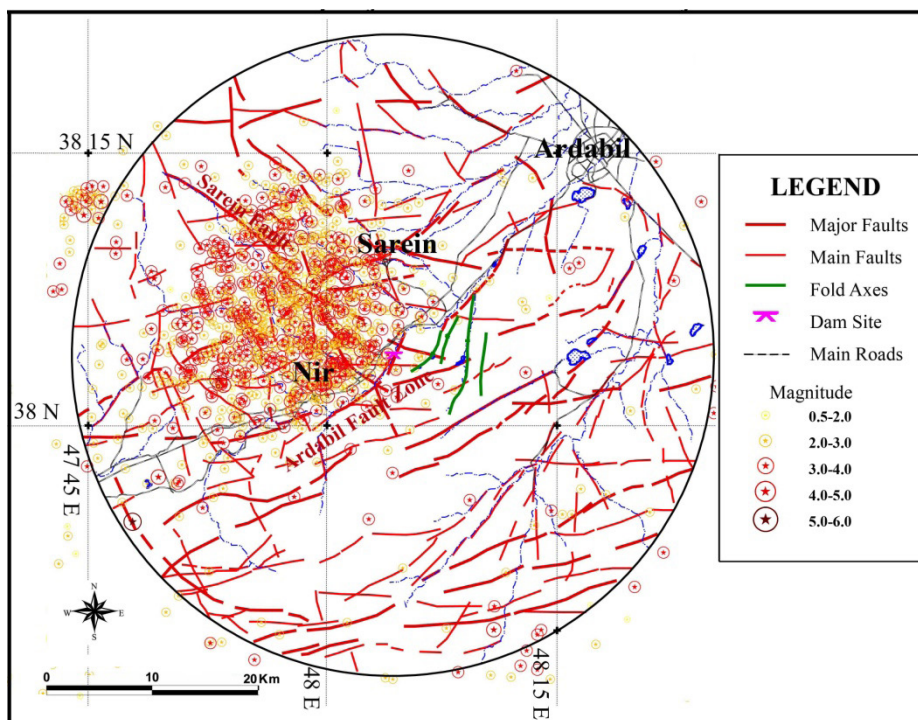 38 15 N
Ardabil
Sarein Fault
Sarein
Nir
38 N
Ardabil Fault Zone
47 45 E
48 E
48 15 E
N
W E
S
0 10 20 Km
LEGEND
Major Faults
Main Faults
Fold Axes
Dam Site
Main Roads
Magnitude
0.5-2.0
2.0-3.0
3.0-4.0
4.0-5.0
5.0-6.0